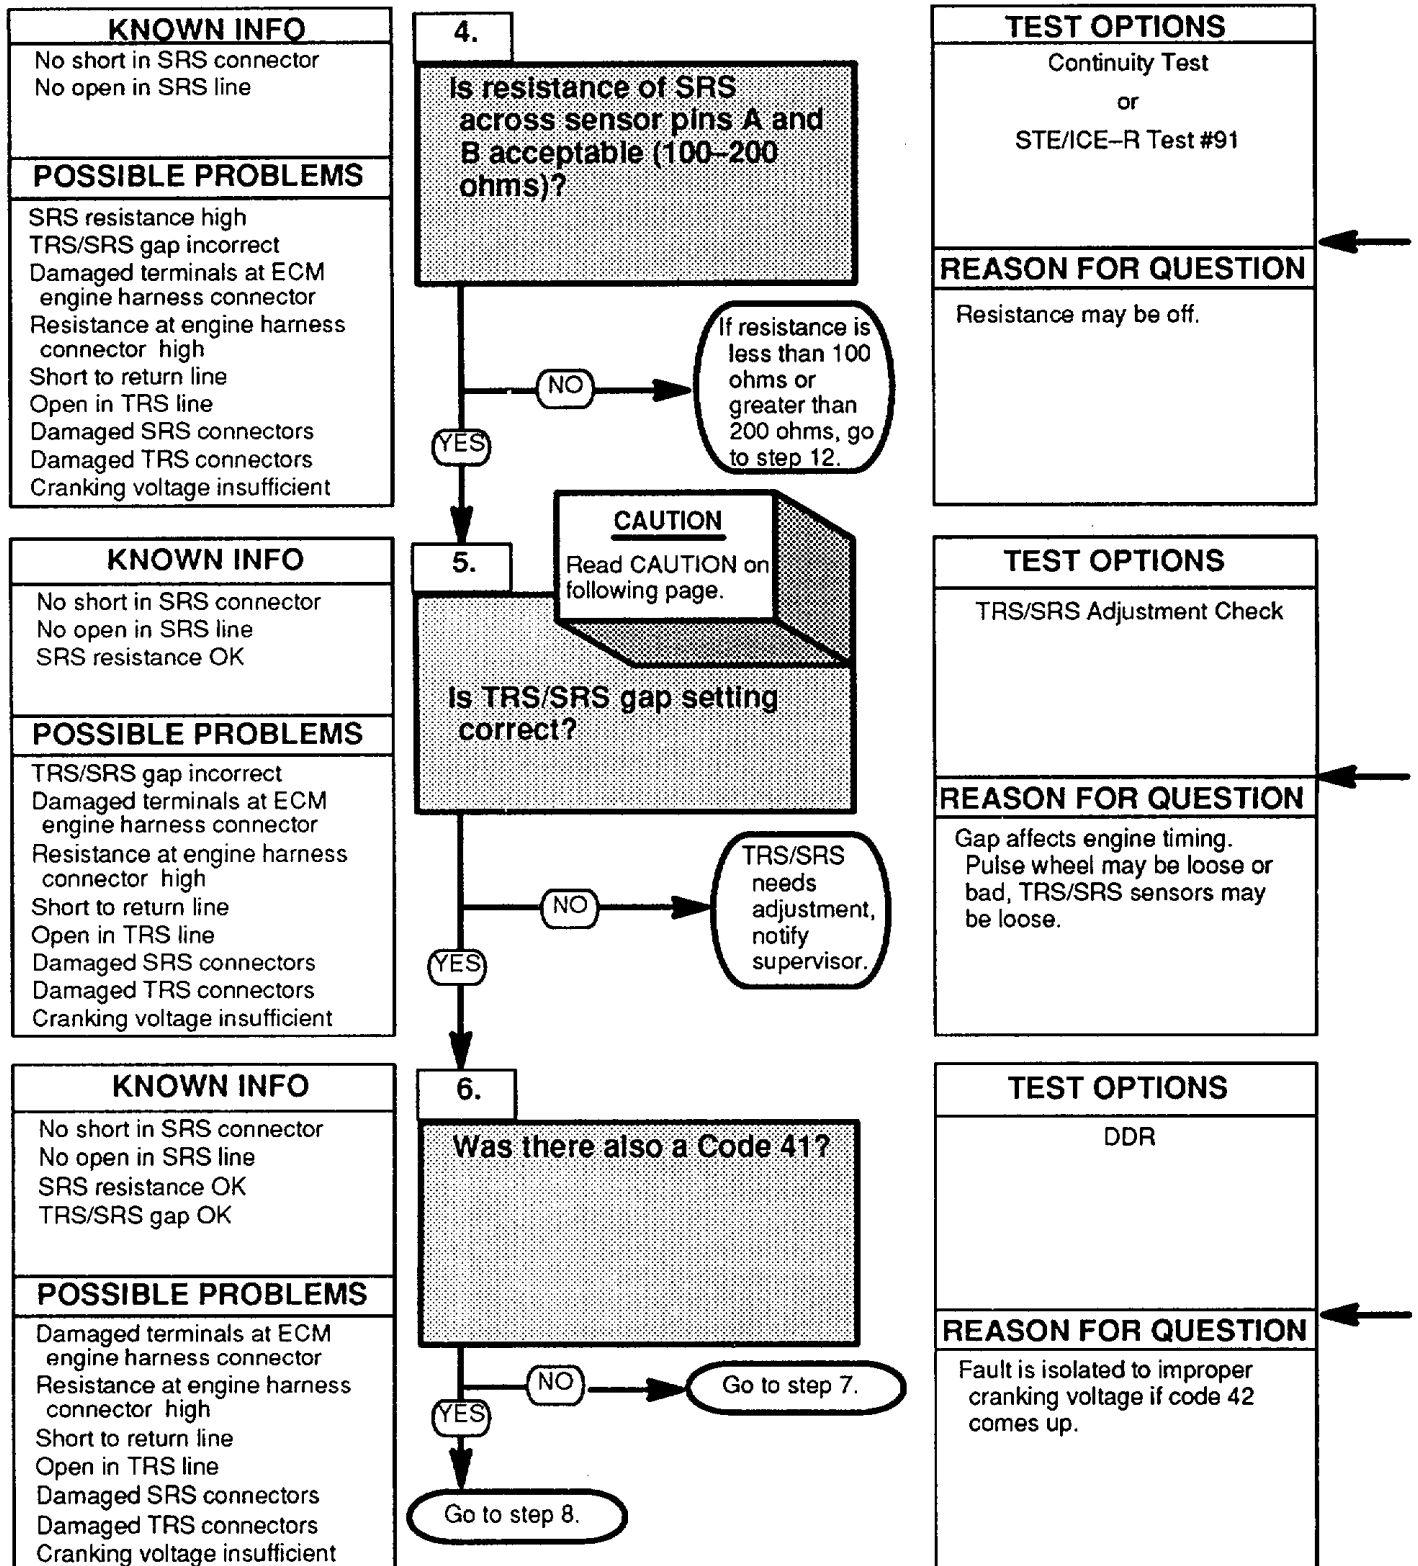 KNOWN INFO
No short in SRS connector
No open in SRS line
POSSIBLE PROBLEMS
SRS resistance high
TRS/SRS gap incorrect
Damaged terminals at ECM
engine harness connector
Resistance at engine harness
connector high
Short to return line
Open in TRS line
Damaged SRS connectors
Damaged TRS connectors
Cranking voltage insufficient
4.
Is resistance of SRS
across sensor pins A and
B acceptable (100–200
ohms)?
NO
If resistance is
less than 100
ohms or
greater than
200 ohms, go
to step 12.
YES
TEST OPTIONS
Continuity Test
or
STE/ICE–R Test #91
REASON FOR QUESTION
Resistance may be off.
KNOWN INFO
No short in SRS connector
No open in SRS line
SRS resistance OK
POSSIBLE PROBLEMS
TRS/SRS gap incorrect
Damaged terminals at ECM
engine harness connector
Resistance at engine harness
connector high
Short to return line
Open in TRS line
Damaged SRS connectors
Damaged TRS connectors
Cranking voltage insufficient
5.
CAUTION
Read CAUTION on
following page.
Is TRS/SRS gap setting
correct?
NO
TRS/SRS
needs
adjustment,
notify
supervisor.
YES
TEST OPTIONS
TRS/SRS Adjustment Check
REASON FOR QUESTION
Gap affects engine timing.
Pulse wheel may be loose or
bad, TRS/SRS sensors may
be loose.
KNOWN INFO
No short in SRS connector
No open in SRS line
SRS resistance OK
TRS/SRS gap OK
POSSIBLE PROBLEMS
Damaged terminals at ECM
engine harness connector
Resistance at engine harness
connector high
Short to return line
Open in TRS line
Damaged SRS connectors
Damaged TRS connectors
Cranking voltage insufficient
6.
Was there also a Code 41?
NO
Go to step 7.
YES
Go to step 8.
TEST OPTIONS
DDR
REASON FOR QUESTION
Fault is isolated to improper
cranking voltage if code 42
comes up.